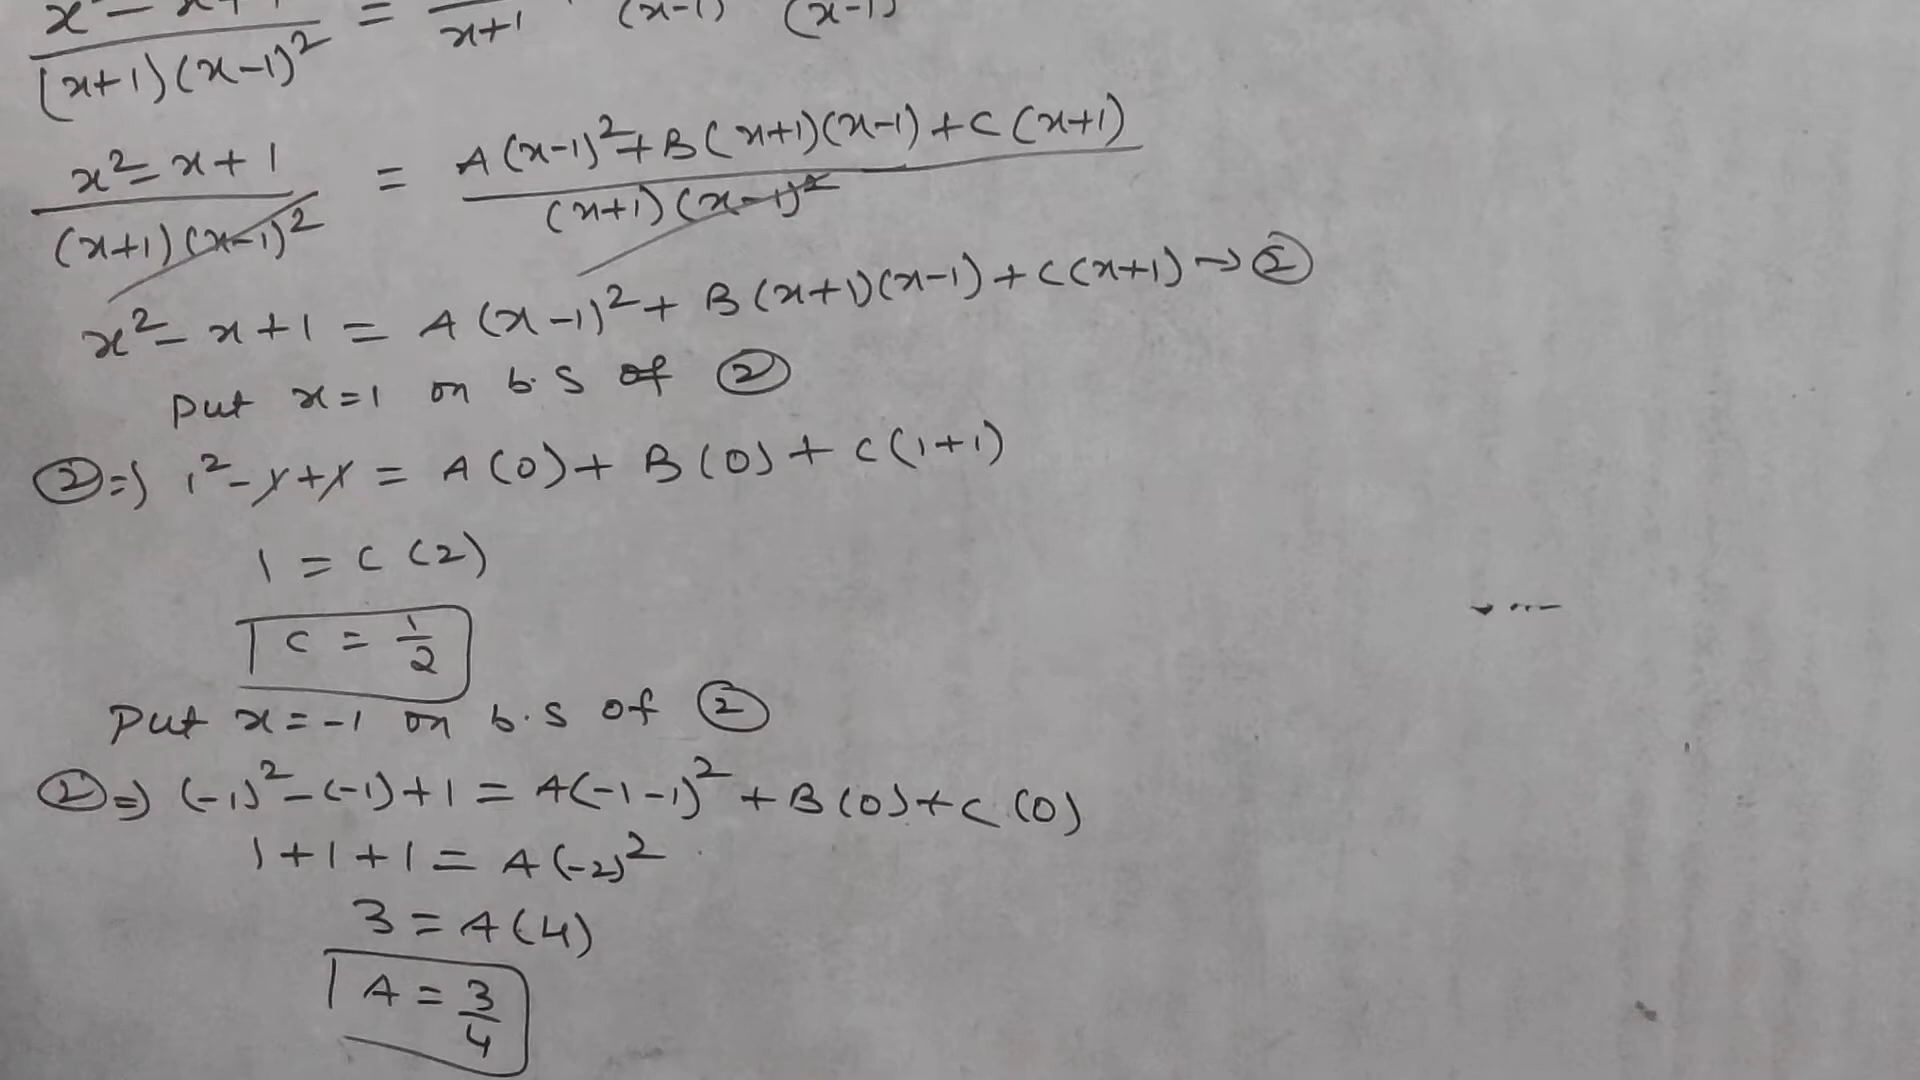 x² - x + 1 / (x+1)(x-1)² = / x+1 (x-1) (x-1)
x² - x + 1 / (x+1)(x-1)² = A(x-1)² + B(x+1)(x-1) + C(x+1) / (x+1)(x-1)²
x² - x + 1 = A(x-1)² + B(x+1)(x-1) + C(x+1) → ②
Put x=1 on b.s of ②
② ⇒ 1² - 1 + 1 = A(0) + B(0) + C(1+1)
1 = C(2)
C = 1/2
Put x=-1 on b.s of ②
② ⇒ (-1)² - (-1) + 1 = A(-1-1)² + B(0) + C(0)
1+1+1 = A(-2)²
3 = A(4)
A = 3/4